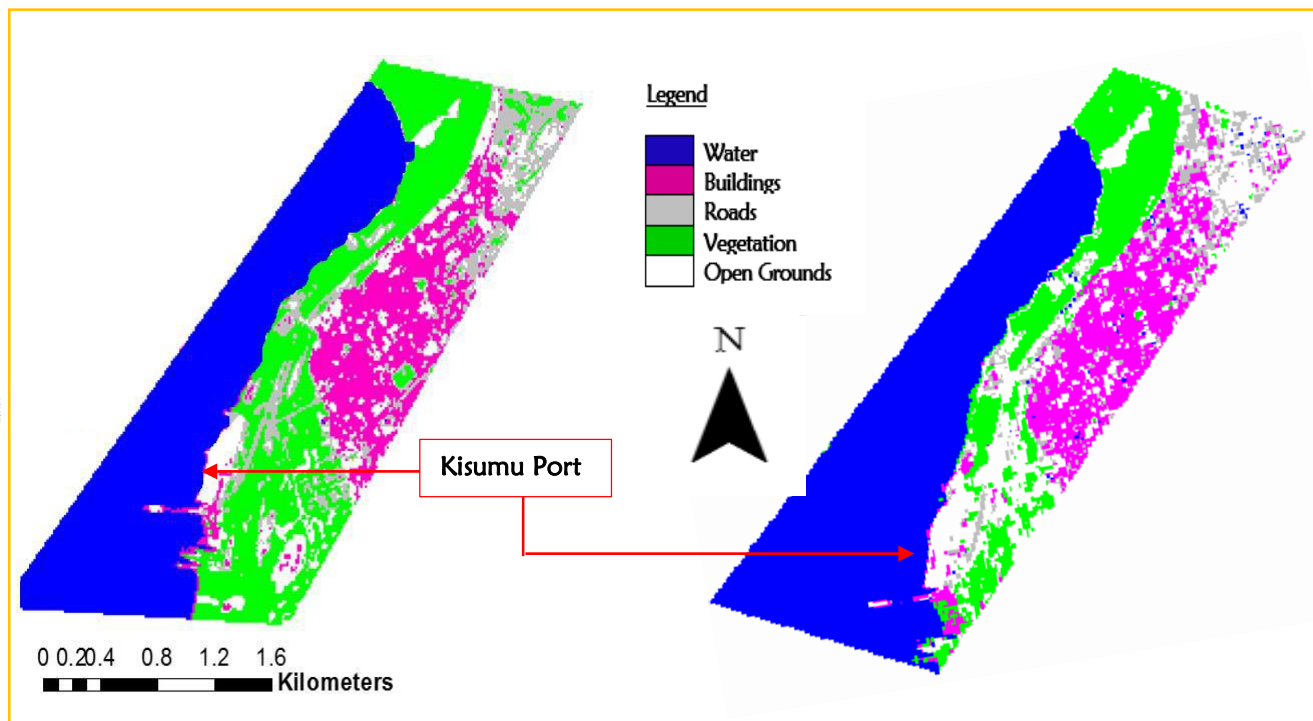 Legend
Water
Buildings
Roads
Vegetation
Open Grounds
N
Kisumu Port
0 0.20.4 0.8 1.2 1.6
Kilometers